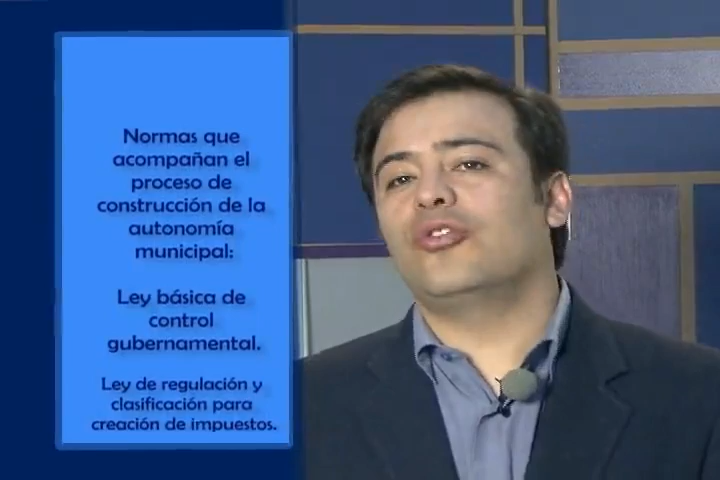 Normas que
acompañan el
proceso de
construcción de la
autonomía
municipal:
Ley básica de
control
gubernamental.
Ley de regulación y
clasificación para
creación de impuestos.